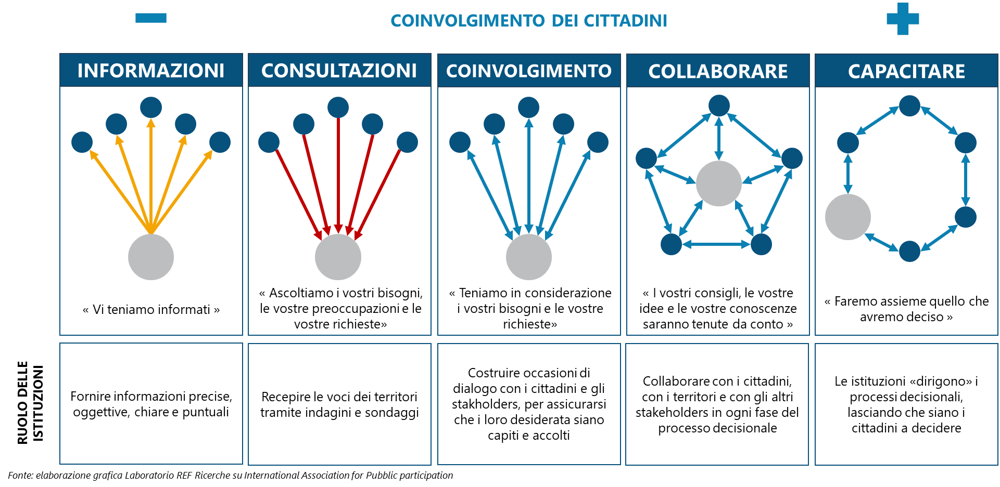 COINVOLGIMENTO DEI CITTADINI
INFORMAZIONI
CONSULTAZIONI
COINVOLGIMENTO
COLLABORARE
CAPACITARE
« Vi teniamo informati »
« Ascoltiamo i vostri bisogni,
le vostre preoccupazioni e le
vostre richieste»
« Teniamo in considerazione
i vostri bisogni e le vostre
richieste»
« I vostri consigli, le vostre
idee e le vostre conoscenze
saranno tenute da conto »
« Faremo assieme quello che
avremo deciso »
RUOLO DELLE
ISTITUZIONI
Fornire informazioni precise,
oggettive, chiare e puntuali
Recepire le voci dei territori
tramite indagini e sondaggi
Costruire occasioni di
dialogo con i cittadini e gli
stakholders, per assicurarsi
che i loro desiderata siano
capiti e accolti
Collaborare con i cittadini,
con i territori e con gli altri
stakeholders in ogni fase del
processo decisionale
Le istituzioni «dirigono» i
processi decisionali,
lasciando che siano i
cittadini a decidere
Fonte: elaborazione grafica Laboratorio REF Ricerche su International Association for Pubblic participation